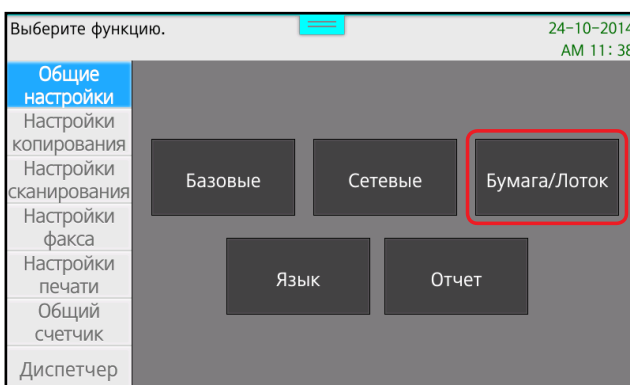 Выберите функцию.
24-10-2014
AM 11: 38
Общие
настройки
Настройки
копирования
Настройки
сканирования
Настройки
факса
Настройки
печати
Общий
счетчик
Диспетчер
Базовые
Сетевые
Бумага/Лоток
Язык
Отчет